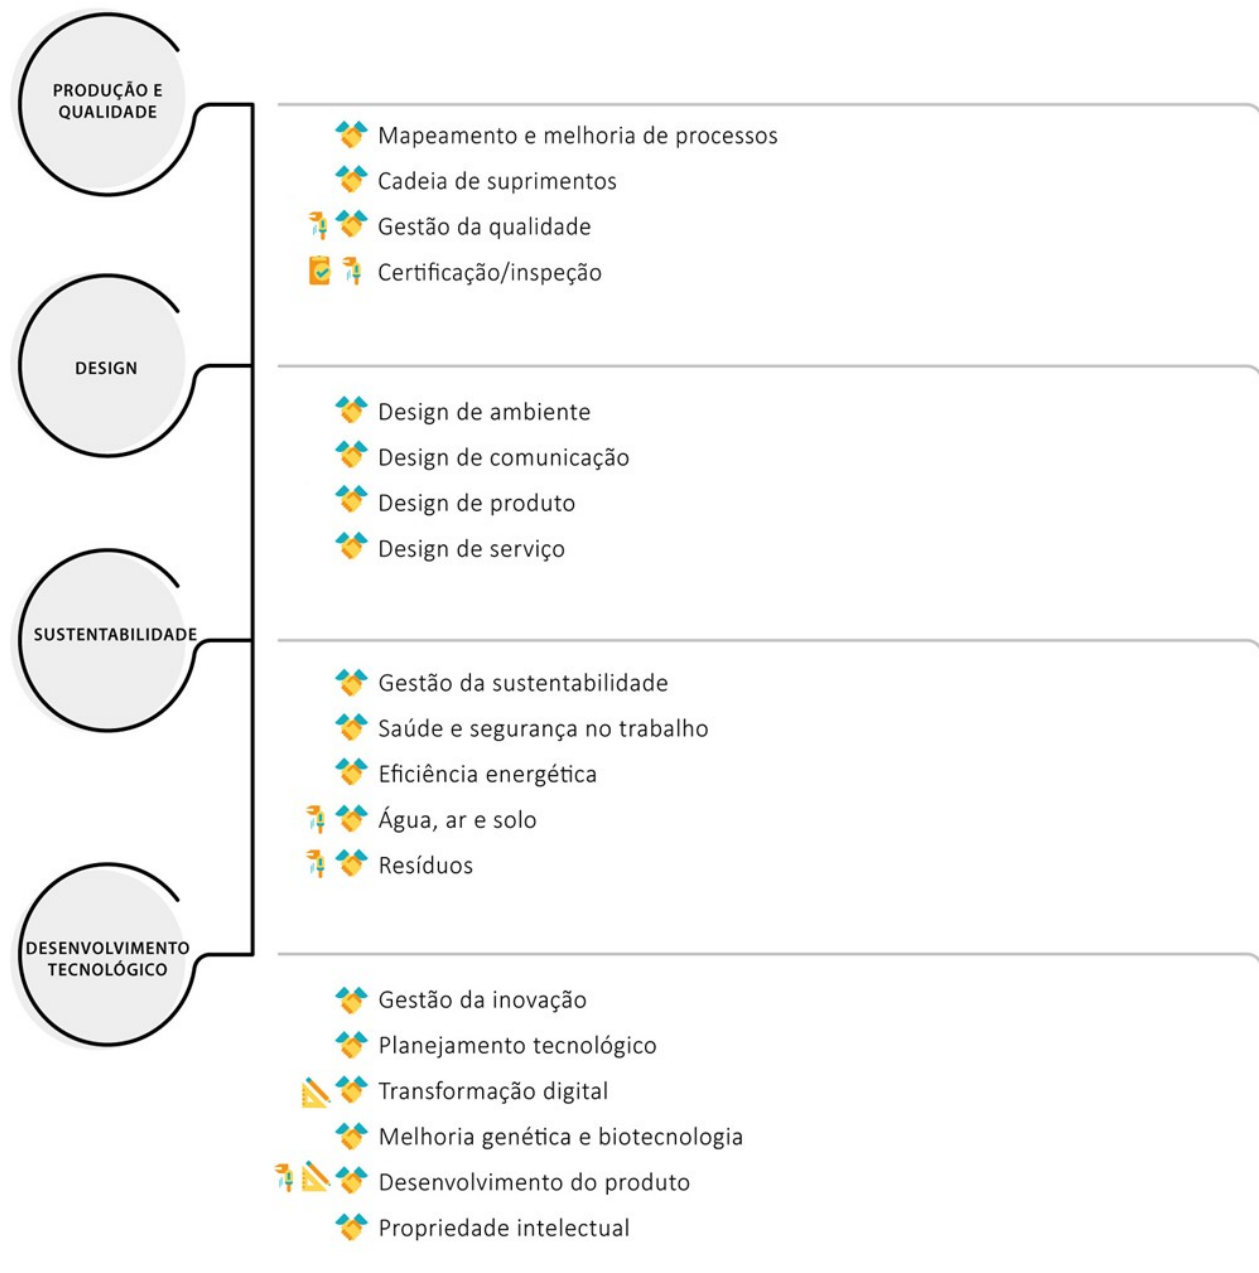 PRODUÇÃO E
QUALIDADE
Mapeamento e melhoria de processos
Cadeia de suprimentos
Gestão da qualidade
Certificação/inspeção
DESIGN
Design de ambiente
Design de comunicação
Design de produto
Design de serviço
SUSTENTABILIDADE
Gestão da sustentabilidade
Saúde e segurança no trabalho
Eficiência energética
Água, ar e solo
Resíduos
DESENVOLVIMENTO
TECNOLÓGICO
Gestão da inovação
Planejamento tecnológico
Transformação digital
Melhoria genética e biotecnologia
Desenvolvimento do produto
Propriedade intelectual